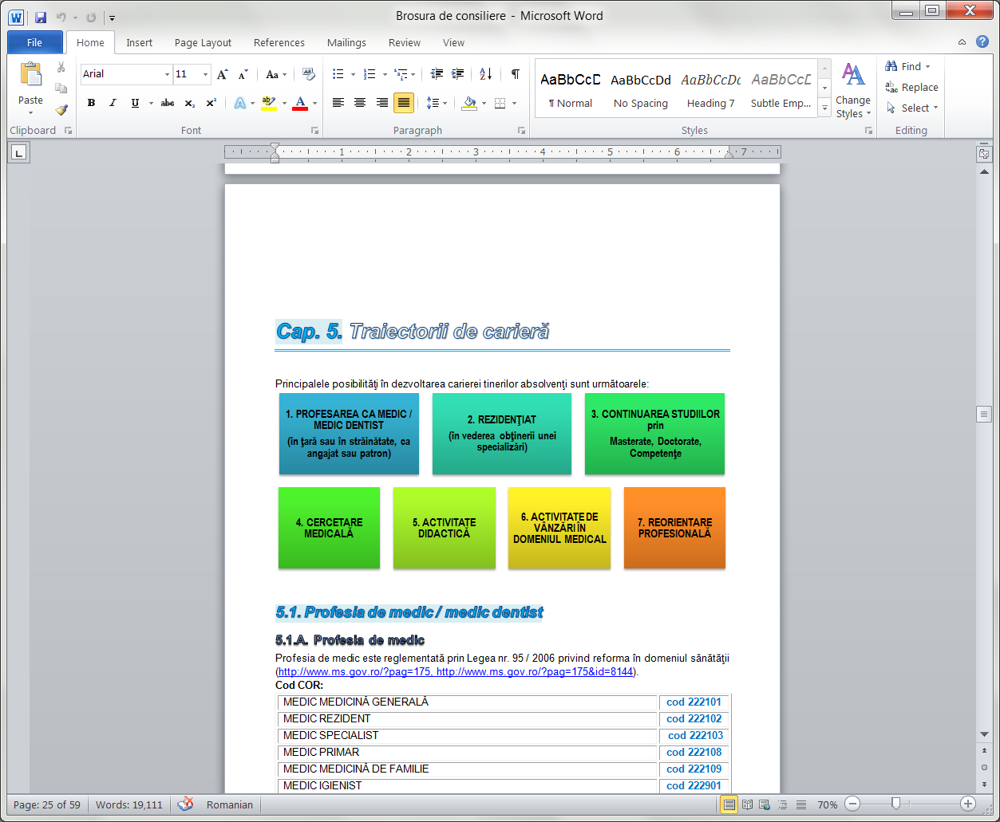 Brosura de consiliere - Microsoft Word
File Home Insert Page Layout References Mailings Review View
Paste
Arial 11
Aa
B I U abc x₂ x² A ab A
AaBbCcD AaBbCcDd AaBbCcDc AaBbCcD
¶ Normal No Spacing Heading 7 Subtle Emp...
Change Styles
Find
Replace
Select
Clipboard Font Paragraph Styles Editing
1 2 3 4 5 6 7
Cap. 5. Traiectorii de carieră
Principalele posibilităţi în dezvoltarea carierei tinerilor absolvenţi sunt următoarele:
1. PROFESAREA CA MEDIC /
MEDIC DENTIST
(în ţară sau în străinătate, ca
angajat sau patron)
2. REZIDENŢIAT
(în vederea obţinerii unei
specializări)
3. CONTINUAREA STUDIILOR
prin
Masterate, Doctorate,
Competenţe
4. CERCETARE
MEDICALĂ
5. ACTIVITATE
DIDACTICĂ
6. ACTIVITATE DE
VÂNZĂRI ÎN
DOMENIUL MEDICAL
7. REORIENTARE
PROFESIONALĂ
5.1. Profesia de medic / medic dentist
5.1.A. Profesia de medic
Profesia de medic este reglementată prin Legea nr. 95 / 2006 privind reforma în domeniul sănătăţii
(http://www.ms.gov.ro/?pag=175, http://www.ms.gov.ro/?pag=175&id=8144).
Cod COR:
MEDIC MEDICINĂ GENERALĂ cod 222101
MEDIC REZIDENT cod 222102
MEDIC SPECIALIST cod 222103
MEDIC PRIMAR cod 222108
MEDIC MEDICINĂ DE FAMILIE cod 222109
MEDIC IGIENIST cod 222901
Page: 25 of 59 Words: 19,111 Romanian 70%